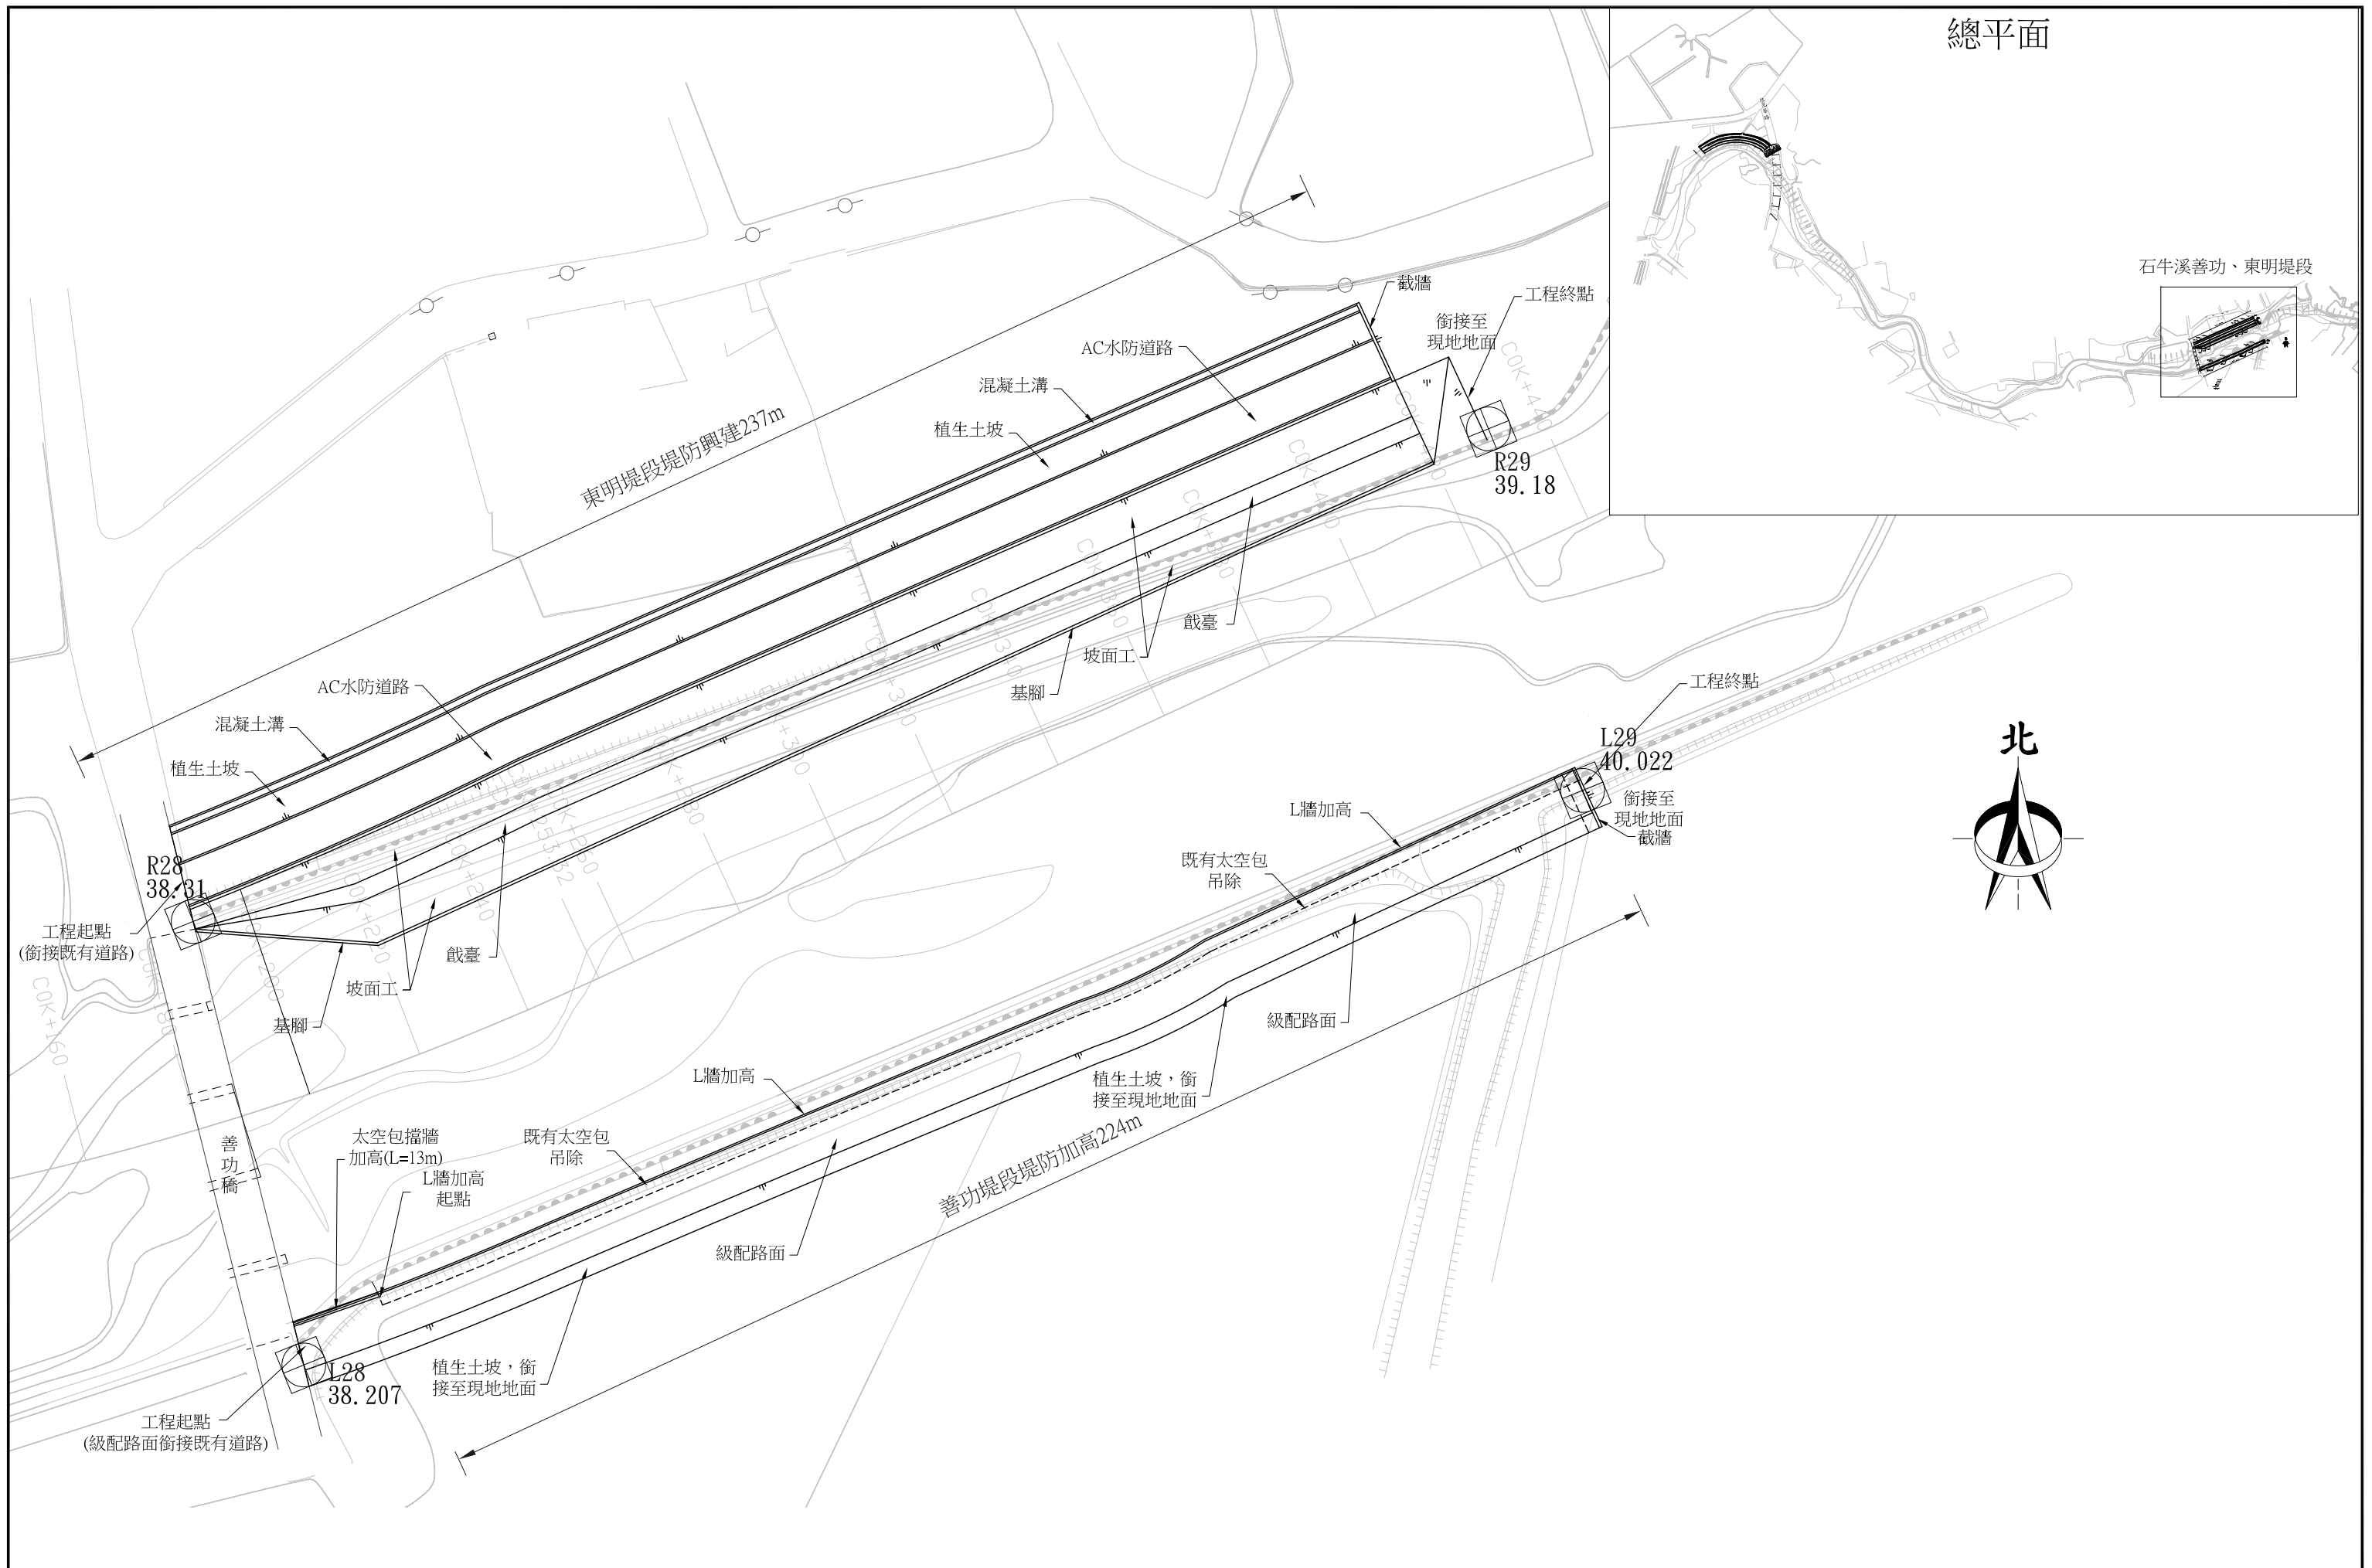 總平面
石牛溪善功、東明堤段
截牆
工程終點
銜接至
現地地面
AC水防道路
混凝土溝
植生土坡
東明堤段堤防興建237m
R29
39.18
C0K+440
戧臺
坡面工
基腳
AC水防道路
混凝土溝
植生土坡
R28
38.31
工程起點
(銜接既有道路)
戧臺
坡面工
基腳
C0K+160
C0K+220
C0K+240
C0K+280
工程終點
L29
40.022
銜接至
現地地面
截牆
北
L牆加高
既有太空包
吊除
級配路面
植生土坡，銜
接至現地地面
善功堤段堤防加高224m
L牆加高
既有太空包
吊除
太空包擋牆
加高(L=13m)
L牆加高
起點
善
功
橋
級配路面
植生土坡，銜
接至現地地面
L28
38.207
工程起點
(級配路面銜接既有道路)